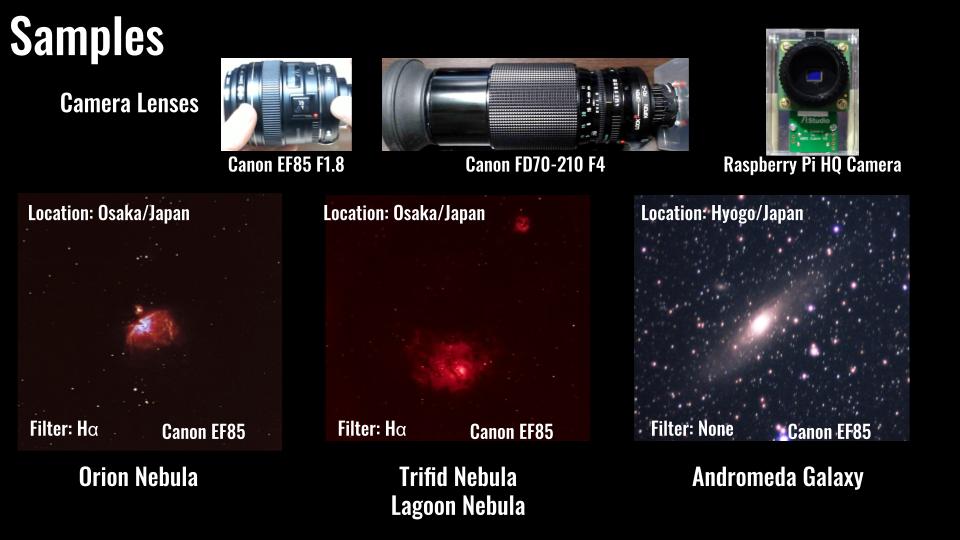 Samples
Camera Lenses
Canon EF85 F1.8
Canon FD70-210 F4
Raspberry Pi HQ Camera
Location: Osaka/Japan
Filter: Hα
Canon EF85
Orion Nebula
Location: Osaka/Japan
Filter: Hα
Canon EF85
Trifid Nebula
Lagoon Nebula
Location: Hyogo/Japan
Filter: None
Canon EF85
Andromeda Galaxy